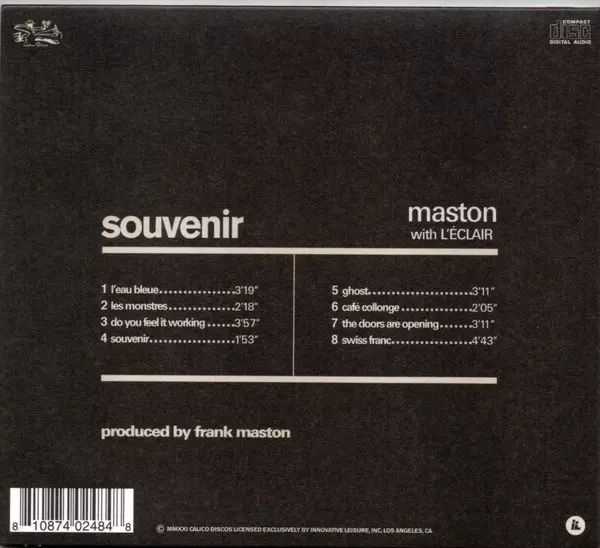 COMPACT
disc
DIGITAL AUDIO
souvenir
maston
with L'ÉCLAIR
1 l'eau bleue...............3'19"
2 les monstres.............2'18"
3 do you feel it working......3'57"
4 souvenir.................1'53"
5 ghost.....................3'11"
6 café collonge..............2'05"
7 the doors are opening.......3'11"
8 swiss franc................4'43"
produced by frank maston
8 10874 02484 8
© MMXXI CALICO DISCOS LICENSED EXCLUSIVELY BY INNOVATIVE LEISURE, INC. LOS ANGELES, CA
iL